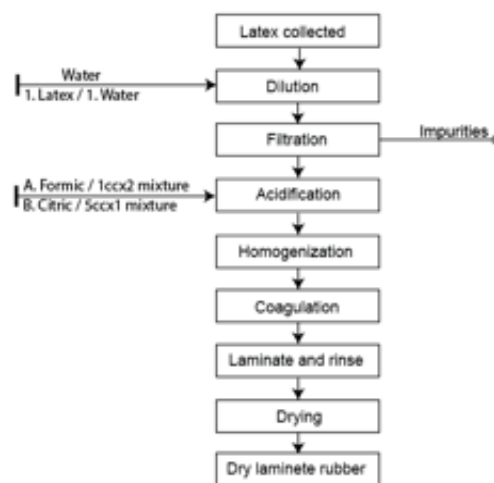 Latex collected
Water
1. Latex / 1. Water
Dilution
Filtration
Impurities
A. Formic / 1ccx2 mixture
B. Citric / 5ccx1 mixture
Acidification
Homogenization
Coagulation
Laminate and rinse
Drying
Dry laminete rubber